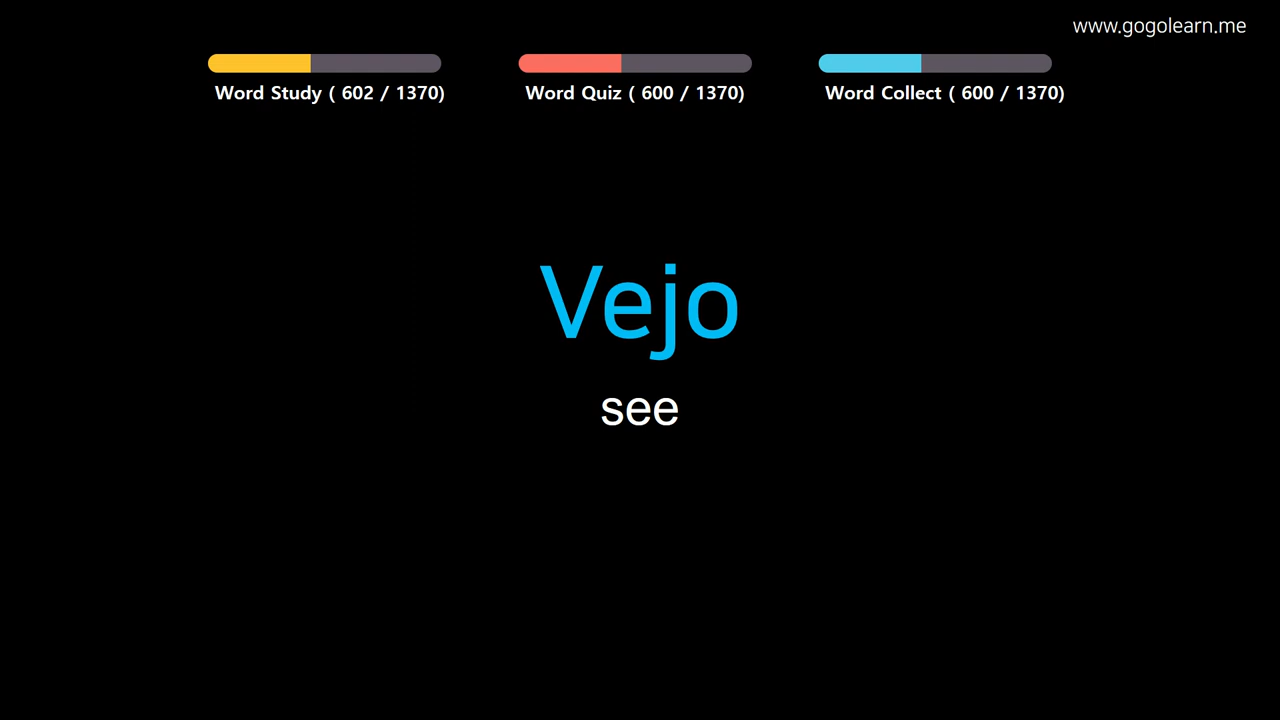 www.gogolearn.me
Word Study ( 602 / 1370)
Word Quiz ( 600 / 1370)
Word Collect ( 600 / 1370)
Vejo
see